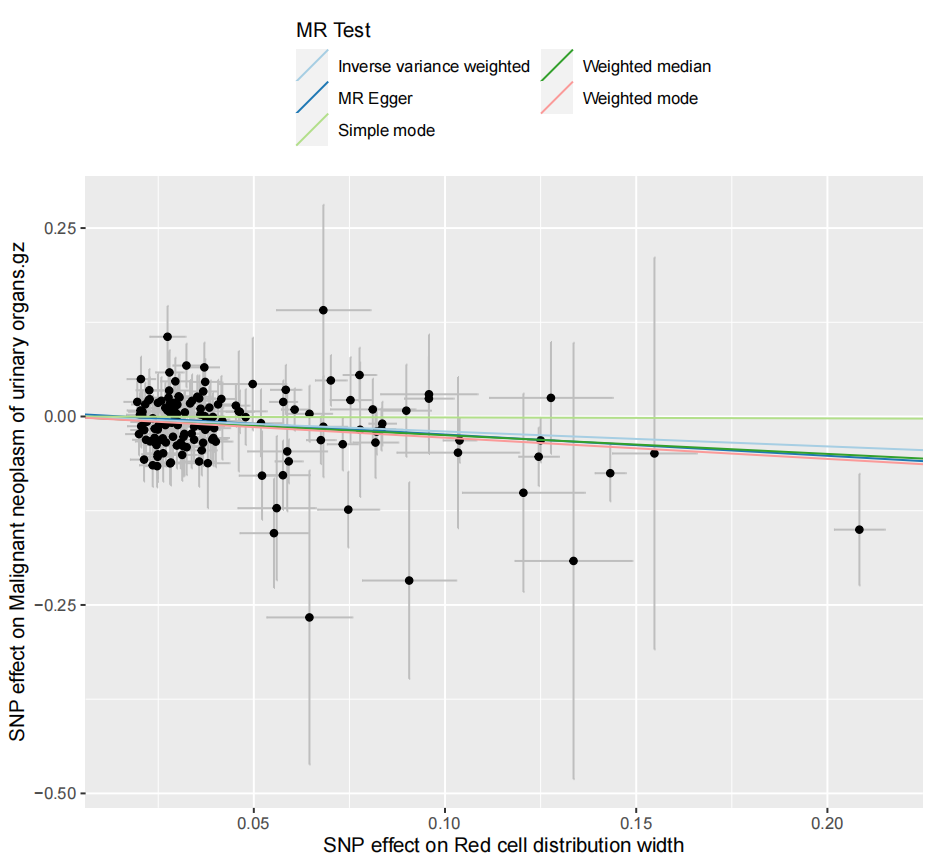 MR Test
Inverse variance weighted
Weighted median
MR Egger
Weighted mode
Simple mode
SNP effect on Malignant neoplasm of urinary organs.gz
0.25
0.00
−0.25
−0.50
0.05
0.10
0.15
0.20
SNP effect on Red cell distribution width